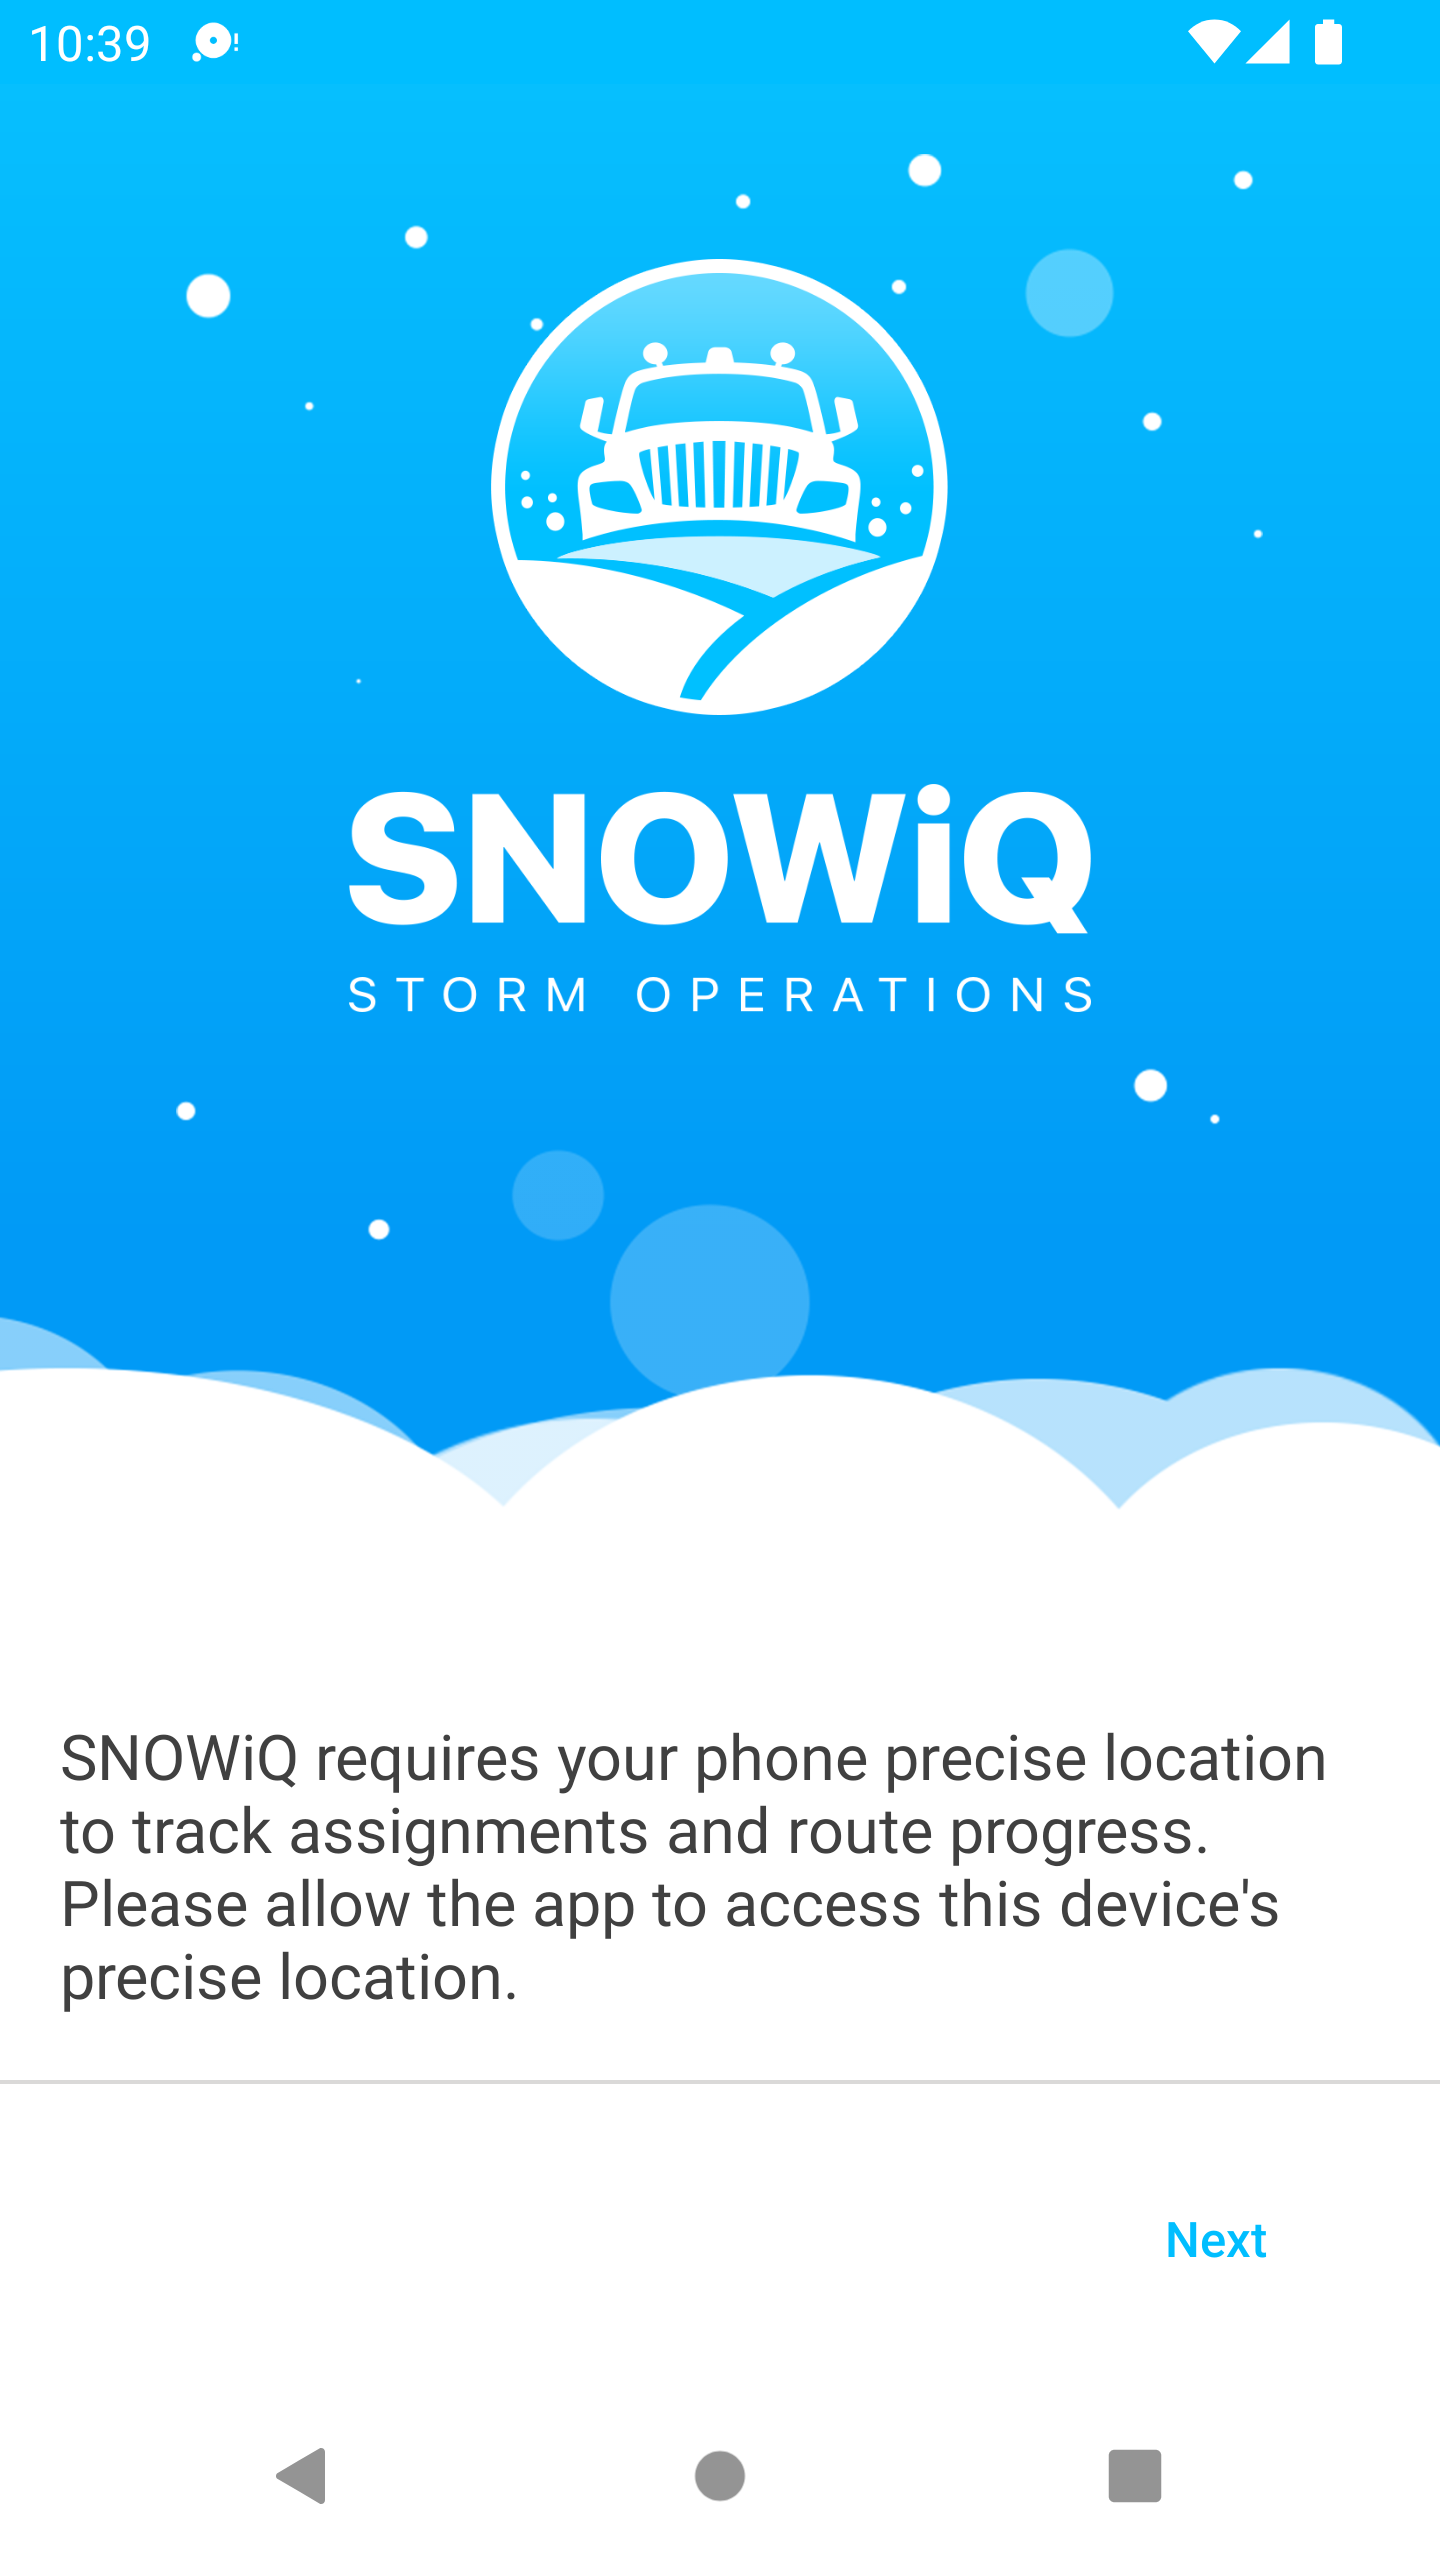 10:39
SNOWiQ
STORM OPERATIONS
SNOWiQ requires your phone precise location
to track assignments and route progress.
Please allow the app to access this device's
precise location.
Next